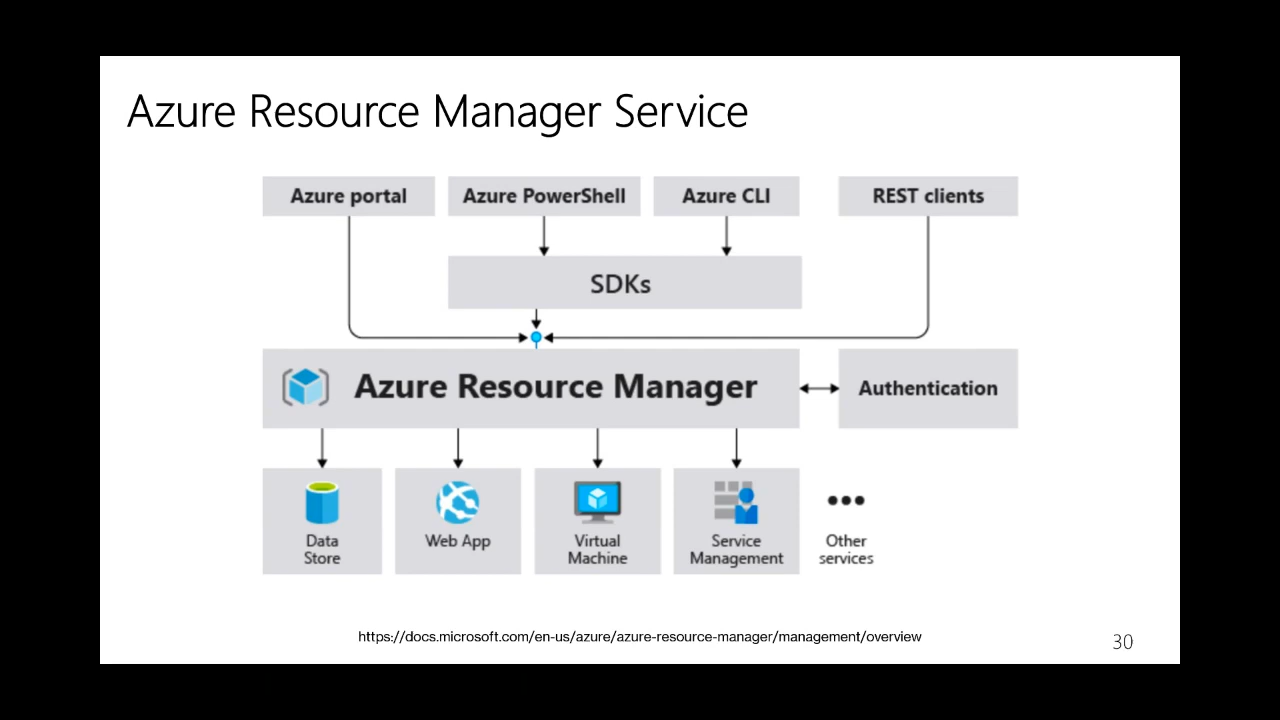 Azure Resource Manager Service
Azure portal
Azure PowerShell
Azure CLI
REST clients
SDKs
Azure Resource Manager
Authentication
Data
Store
Web App
Virtual
Machine
Service
Management
Other
services
https://docs.microsoft.com/en-us/azure/azure-resource-manager/management/overview
30